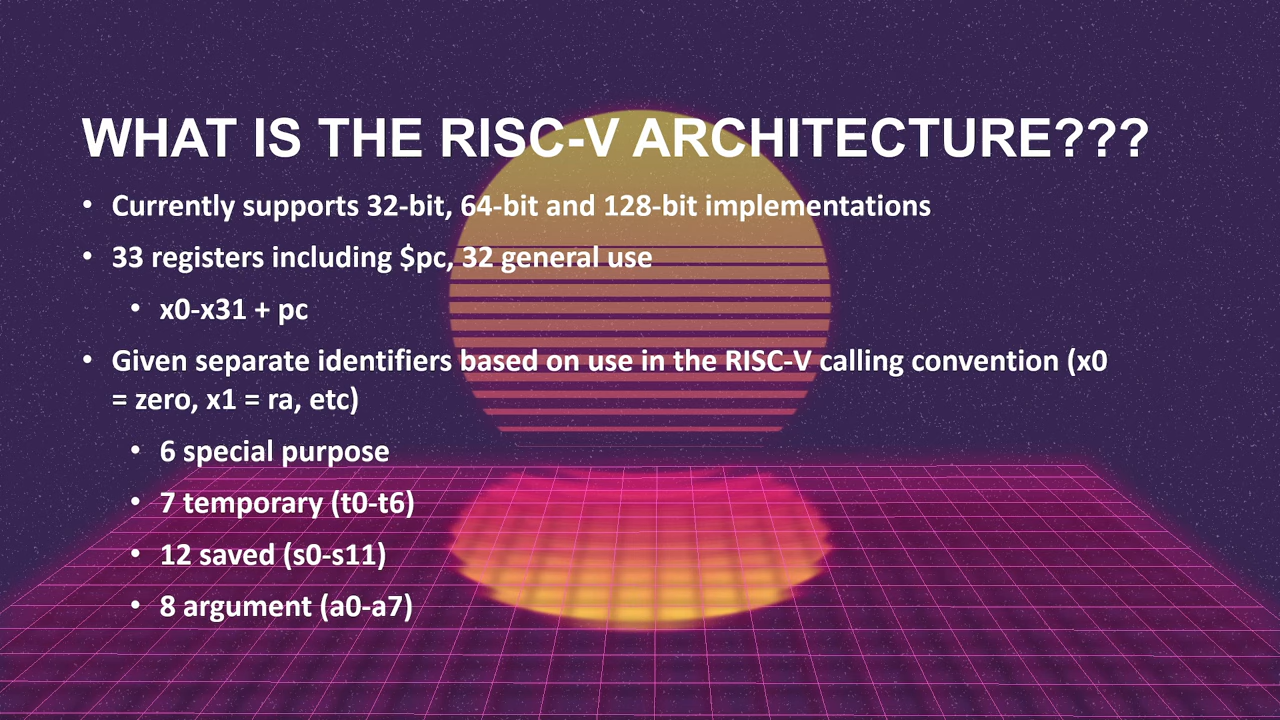 WHAT IS THE RISC-V ARCHITECTURE???
• Currently supports 32-bit, 64-bit and 128-bit implementations
• 33 registers including $pc, 32 general use
• x0-x31 + pc
• Given separate identifiers based on use in the RISC-V calling convention (x0
= zero, x1 = ra, etc)
• 6 special purpose
• 7 temporary (t0-t6)
• 12 saved (s0-s11)
• 8 argument (a0-a7)